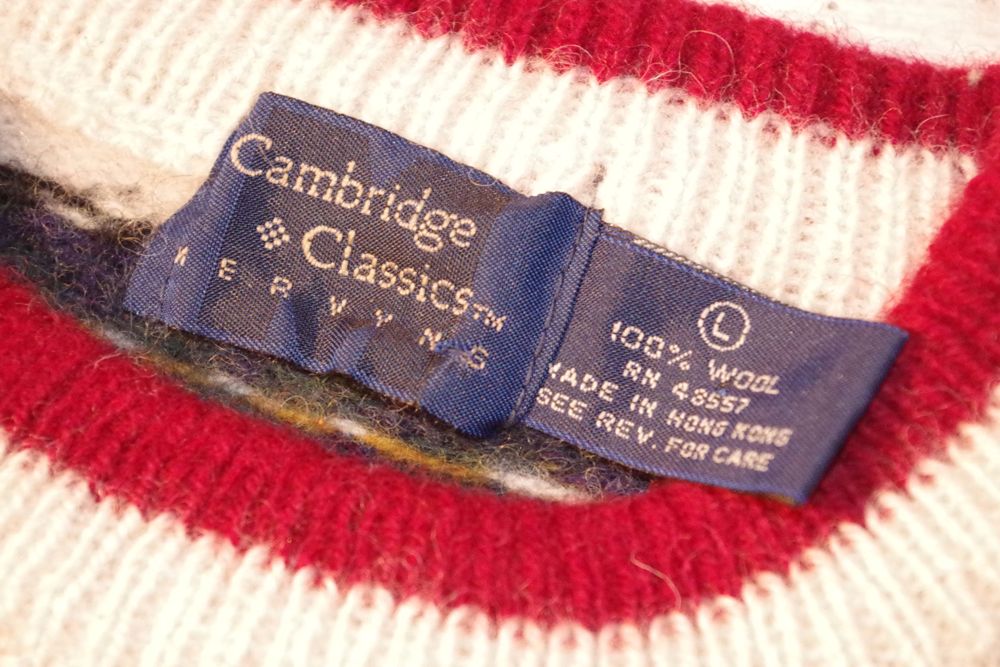 Cambridge
Classics™
MERVYNS
L
100% WOOL
RN 48557
MADE IN HONG KONG
SEE REV. FOR CARE